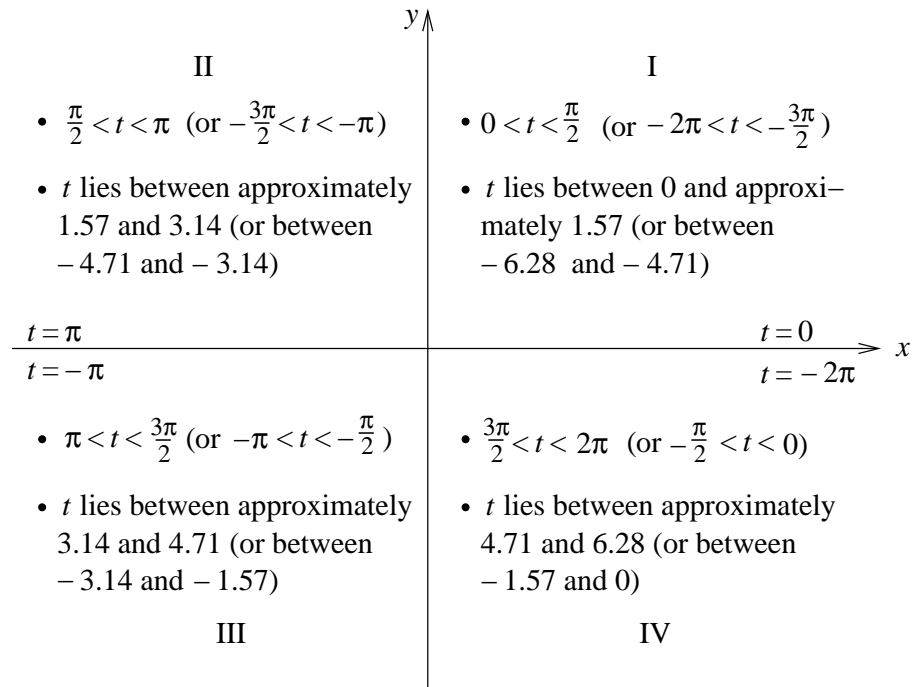 y
II
• π/2 < t < π (or − 3π/2 < t < −π)
• t lies between approximately
1.57 and 3.14 (or between
− 4.71 and − 3.14)
I
• 0 < t < π/2 (or − 2π < t < − 3π/2 )
• t lies between 0 and approxi–
mately 1.57 (or between
− 6.28 and − 4.71)
t = π
t = − π
t = 0
t = − 2π
x
• π < t < 3π/2 (or −π < t < − π/2 )
• t lies between approximately
3.14 and 4.71 (or between
− 3.14 and − 1.57)
III
• 3π/2 < t < 2π (or − π/2 < t < 0)
• t lies between approximately
4.71 and 6.28 (or between
− 1.57 and 0)
IV